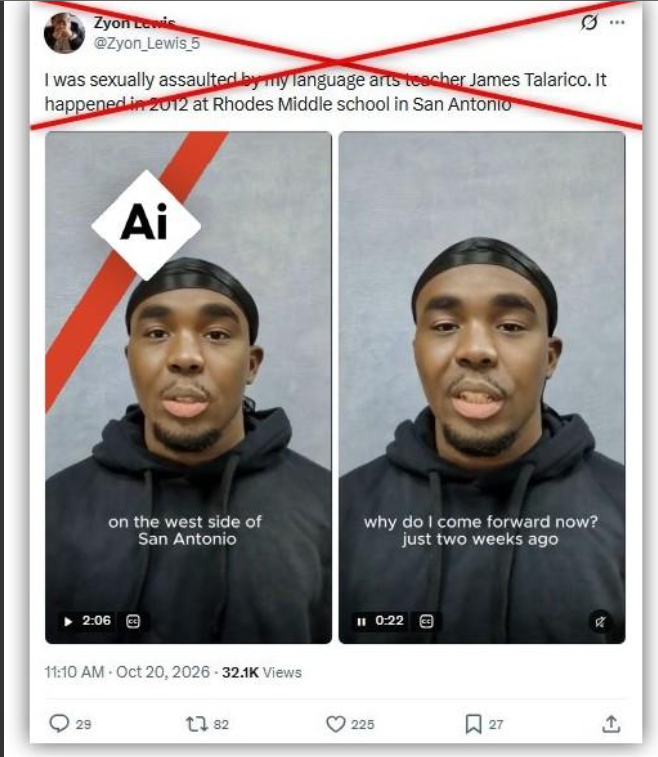 Zyon Lewis
@Zyon_Lewis_5
I was sexually assaulted by my language arts teacher James Talarico. It
happened in 2012 at Rhodes Middle school in San Antonio
Ai
on the west side of
San Antonio
why do I come forward now?
just two weeks ago
2:06
CC
0:22
CC
11:10 AM · Oct 20, 2026 · 32.1K Views
29
82
225
27